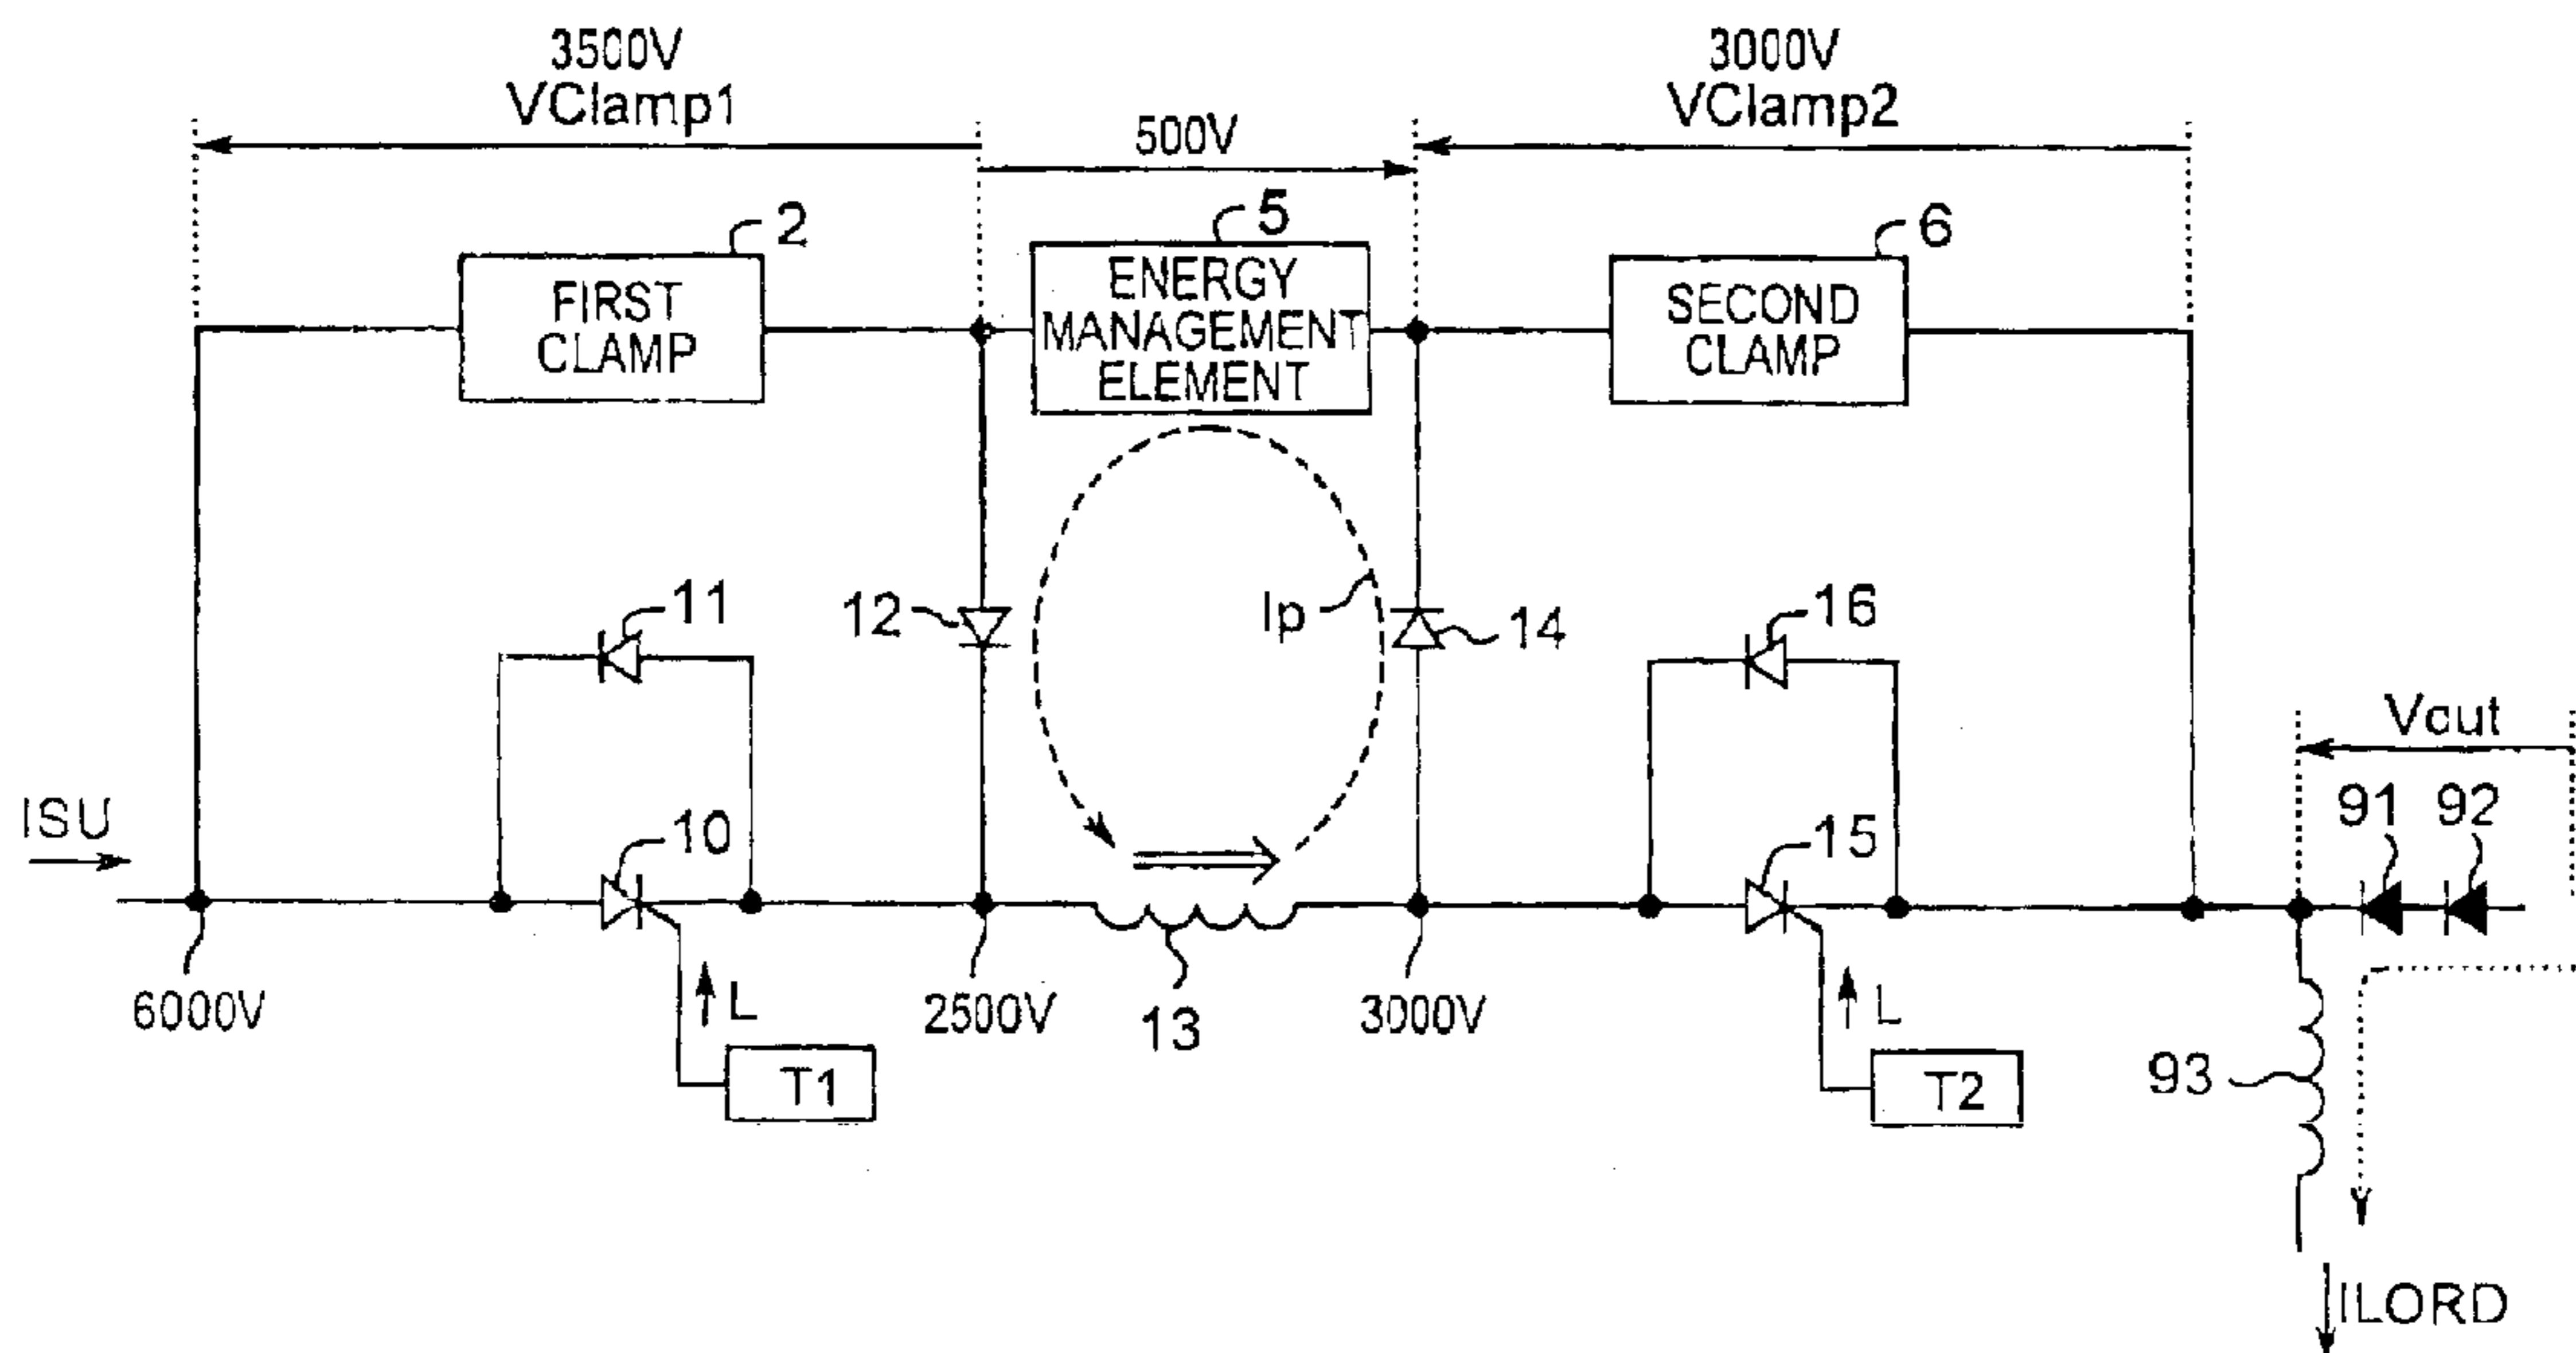 3500V
VClamp1
500V
3000V
VClamp2
2
5
6
FIRST
CLAMP
ENERGY
MANAGEMENT
ELEMENT
SECOND
CLAMP
11
12
Ip
14
16
Vout
ISU
10
15
91
92
6000V
L
T1
2500V
13
3000V
L
T2
93
ILORD